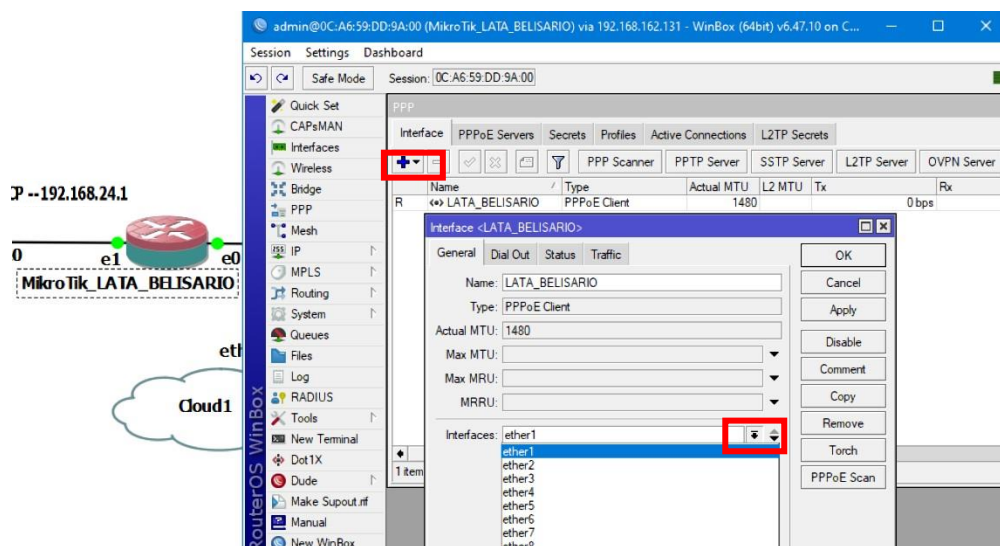 admin@0C:A6:59:DD:9A:00 (MikroTik_LATA_BELISARIO) via 192.168.162.131 - WinBox (64bit) v6.47.10 on C...
Session Settings Dashboard
Safe Mode Session: 0C:A6:59:DD:9A:00
Quick Set
CAPsMAN
Interfaces
Wireless
Bridge
PPP
Mesh
IP
MPLS
Routing
System
Queues
Files
Log
RADIUS
Tools
New Terminal
Dot1X
Dude
Make Supout.rif
Manual
New WinBox
RouterOS WinBox
PPP
Interface PPPoE Servers Secrets Profiles Active Connections L2TP Secrets
PPP Scanner PPTP Server SSTP Server L2TP Server OVPN Server
Name Type Actual MTU L2 MTU Tx Rx
R LATA_BELISARIO PPPoE Client 1480 0 bps
1 item
Interface <LATA_BELISARIO>
General Dial Out Status Traffic
Name: LATA_BELISARIO
Type: PPPoE Client
Actual MTU: 1480
Max MTU:
Max MRU:
MRRU:
Interfaces: ether1
ether1
ether2
ether3
ether4
ether5
ether6
ether7
ether8
OK
Cancel
Apply
Disable
Comment
Copy
Remove
Torch
PPPoE Scan
--192.168.24.1
e1 e0
MikroTik_LATA_BELISARIO
eth
Cloud1